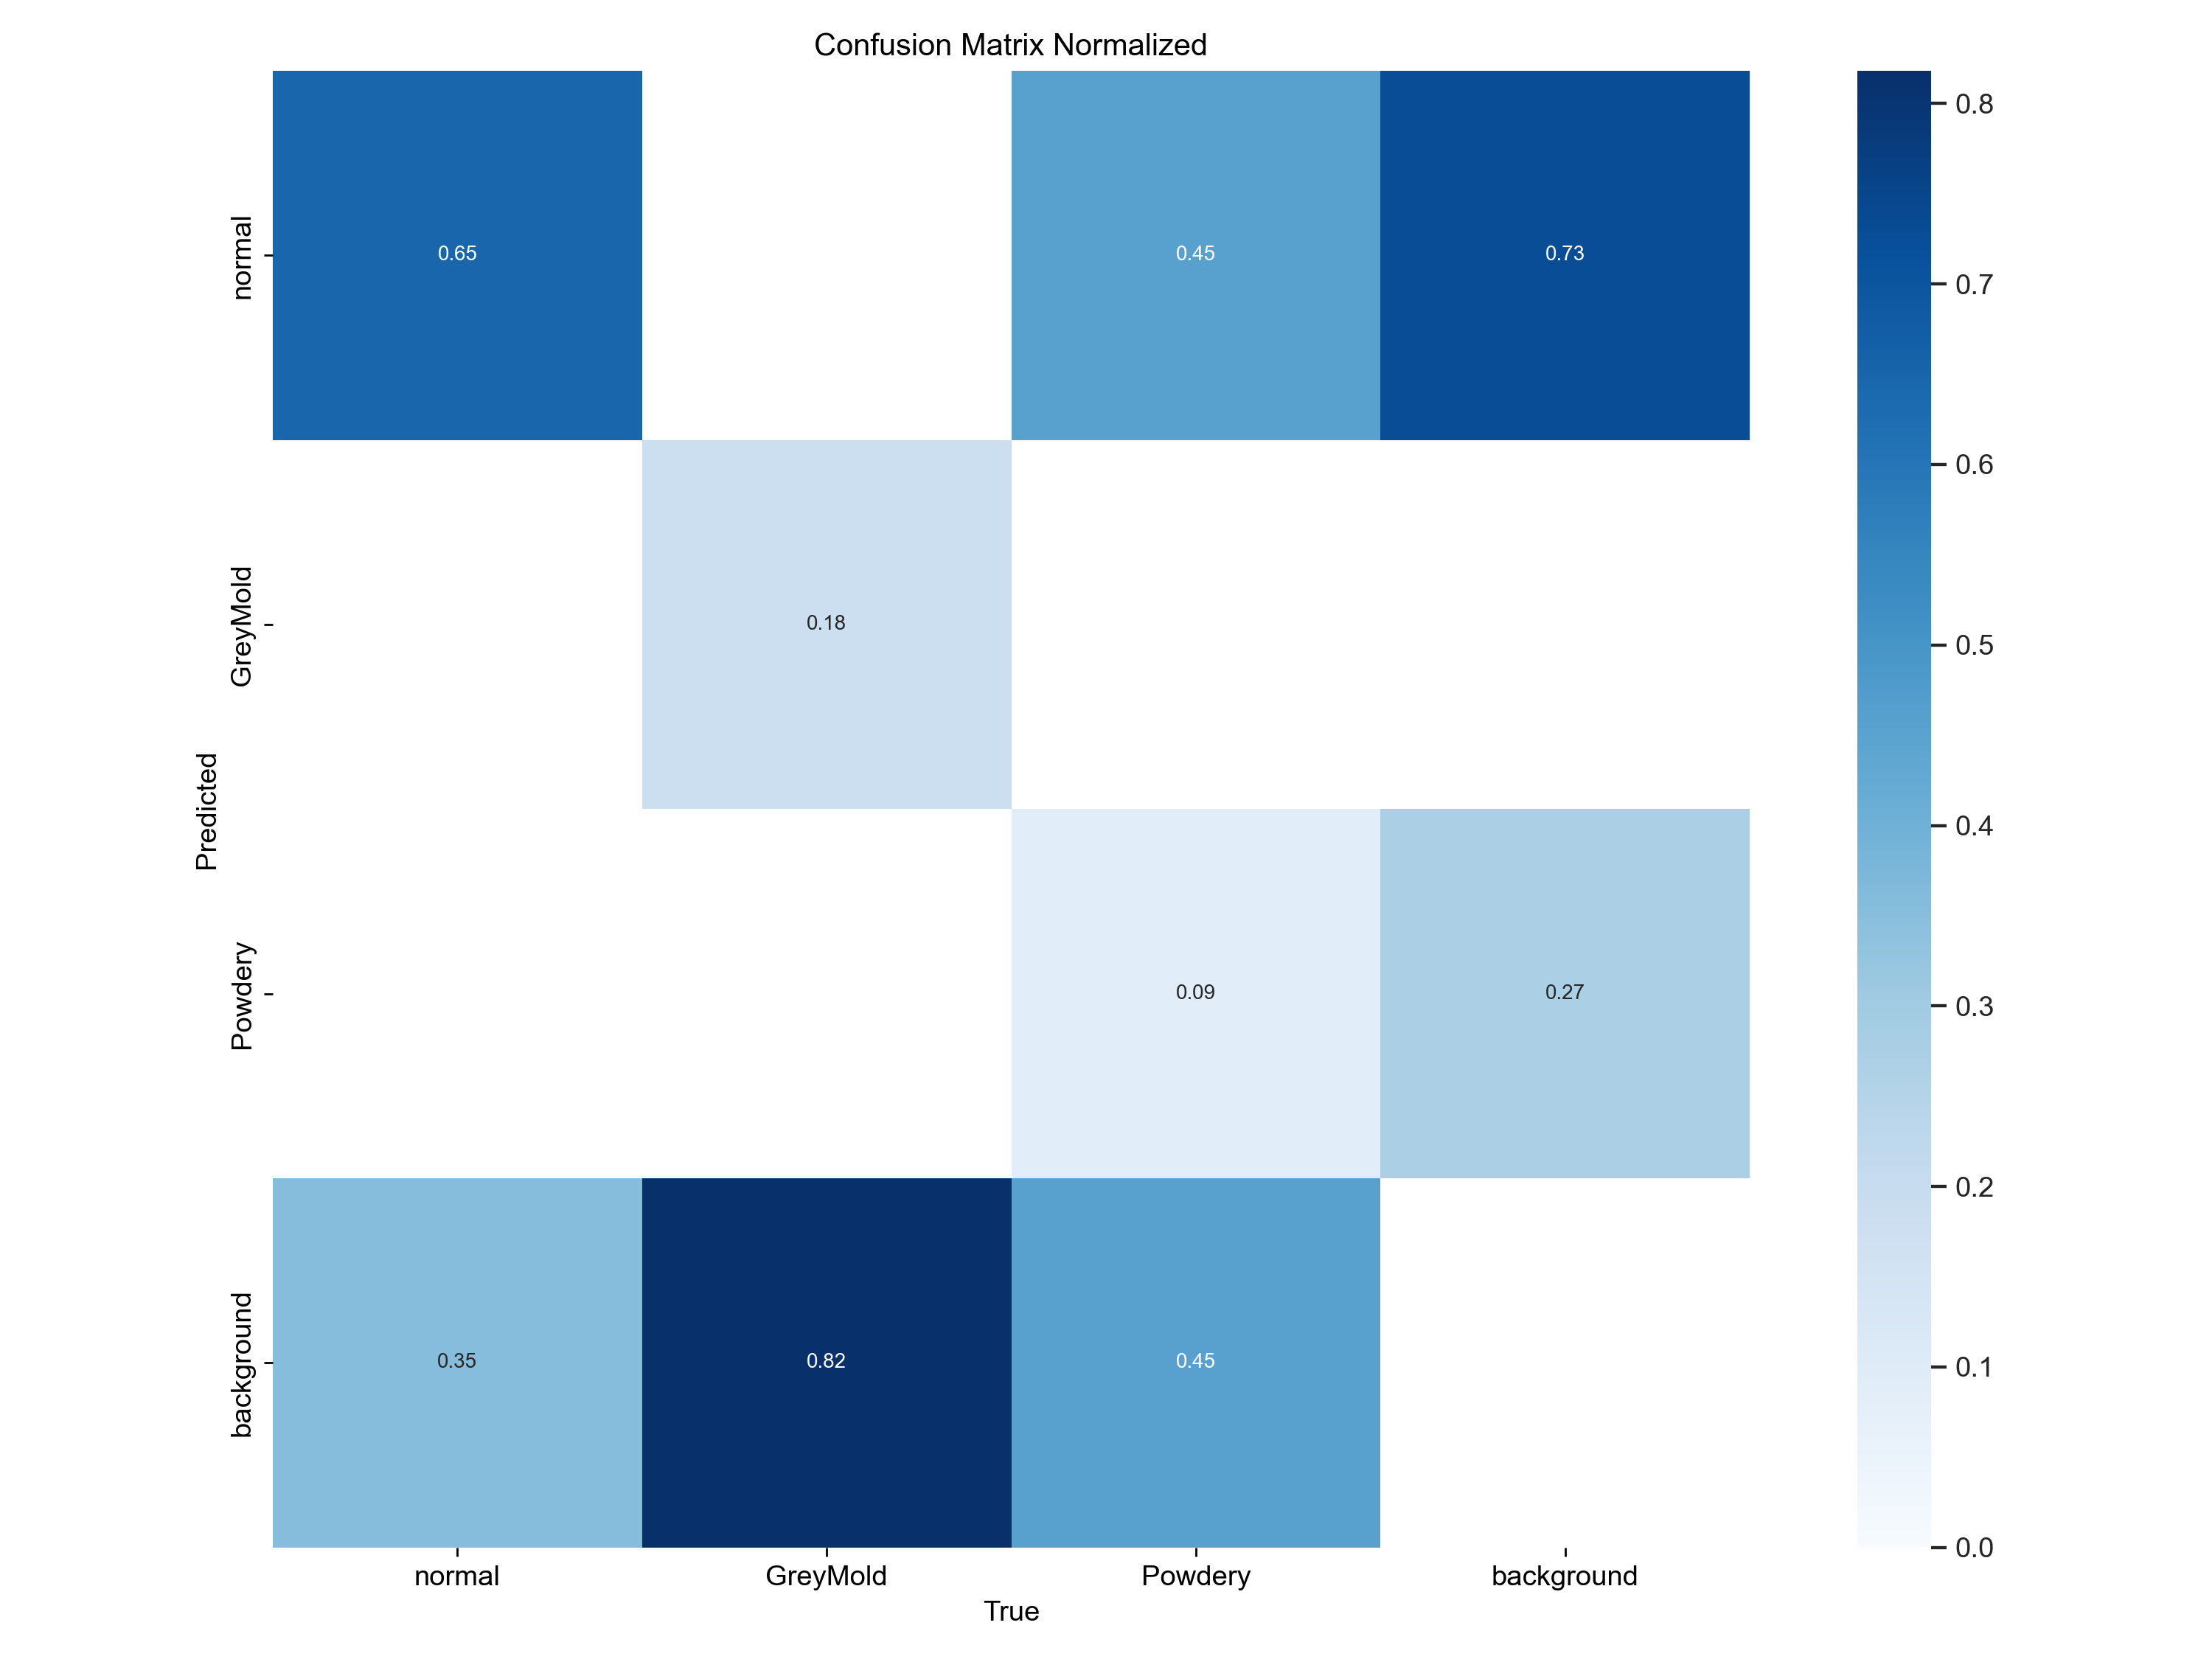 Confusion Matrix Normalized
normal
0.65
0.45
0.73
GreyMold
0.18
Powdery
0.09
0.27
background
0.35
0.82
0.45
Predicted
normal
GreyMold
Powdery
background
True
0.8
0.7
0.6
0.5
0.4
0.3
0.2
0.1
0.0